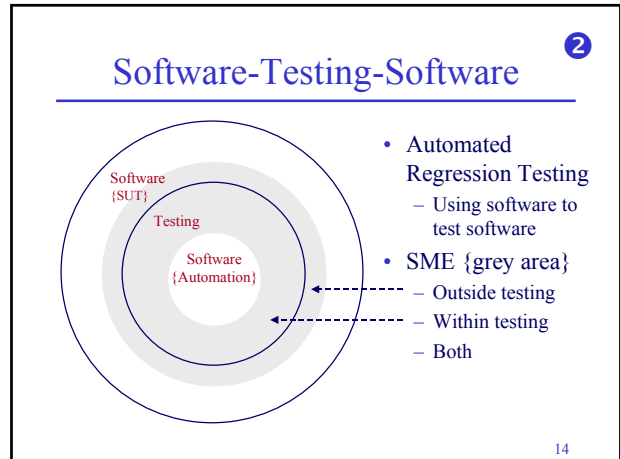 ❷
Software-Testing-Software
Software
{SUT}
Testing
Software
{Automation}
• Automated
Regression Testing
– Using software to
test software
• SME {grey area}
– Outside testing
– Within testing
– Both
14